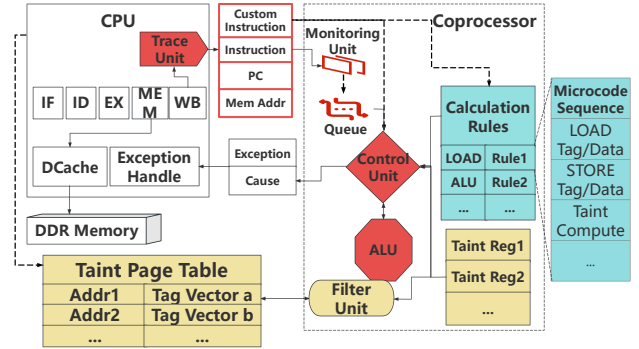 CPU
Trace
Unit
IF
ID
EX
ME
M
WB
DCache
Exception
Handle
DDR Memory
Custom
Instruction
Instruction
PC
Mem Addr
Exception
Cause
Coprocessor
Monitoring
Unit
Queue
Control
Unit
ALU
Filter
Unit
Calculation
Rules
LOAD Rule1
ALU Rule2
... ...
Taint Reg1
Taint Reg2
...
Microcode
Sequence
LOAD
Tag/Data
STORE
Tag/Data
Taint
Compute
...
Taint Page Table
Addr1 Tag Vector a
Addr2 Tag Vector b
... ...